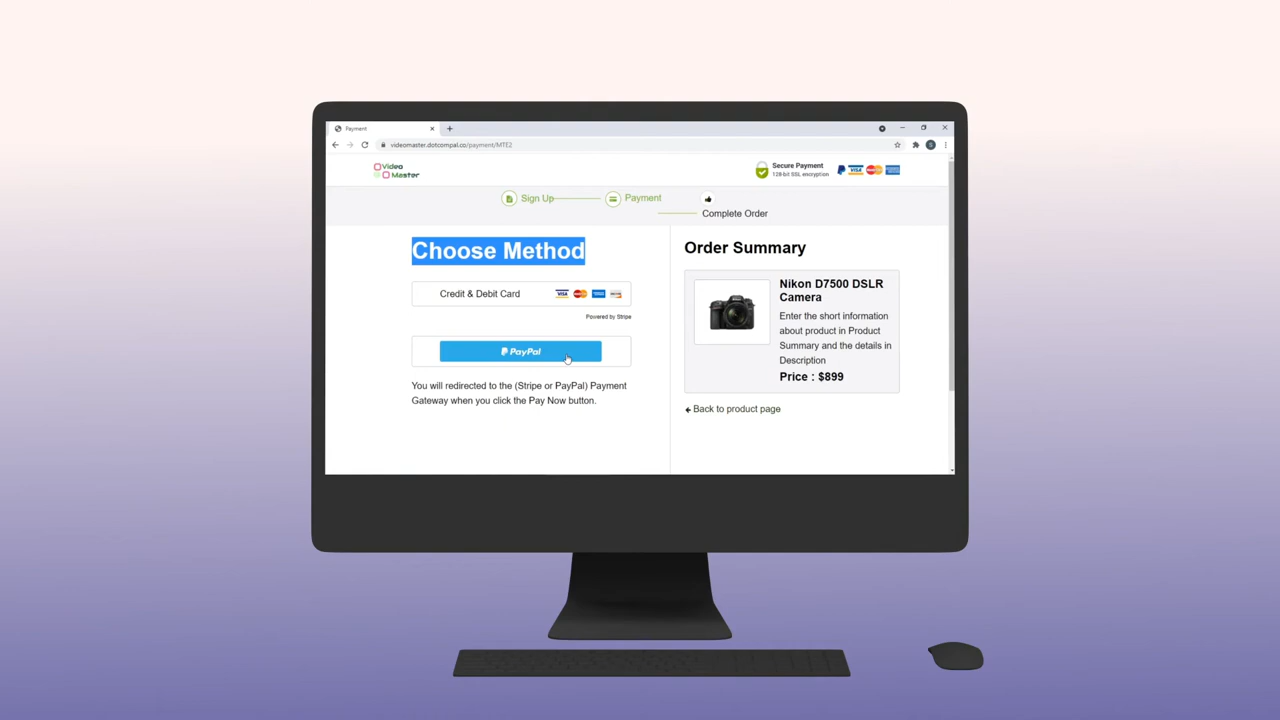 Payment
videomaster.dotcompal.co/payment/MTE2
Video
Master
Secure Payment
128-bit SSL encryption
VISA
Sign Up
Payment
Complete Order
Choose Method
Credit & Debit Card
VISA
Powered by Stripe
PayPal
You will redirected to the (Stripe or PayPal) Payment
Gateway when you click the Pay Now button.
Order Summary
Nikon D7500 DSLR
Camera
Enter the short information
about product in Product
Summary and the details in
Description
Price : $899
Back to product page